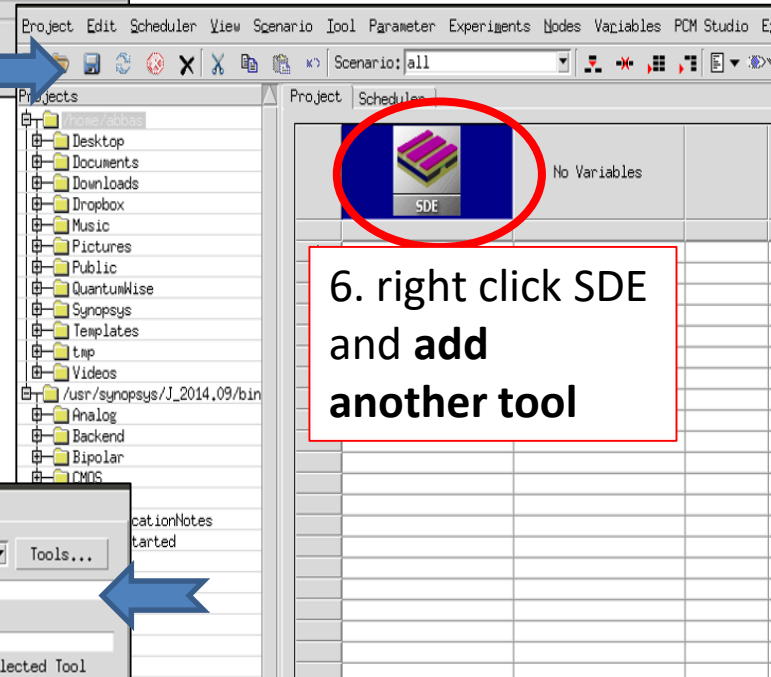 Project Edit Scheduler View Scenario Tool Parameter Experiments Nodes Variables PCM Studio
Scenario: all
Projects
Project Scheduler
/home/abbas
Desktop
Documents
Downloads
Dropbox
Music
Pictures
Public
QuantumWise
Synopsys
Templates
tmp
Videos
/usr/synopsys/J_2014.09/bin
Analog
Backend
Bipolar
CMOS
cationNotes
tarted
SDE
No Variables
6. right click SDE
and add
another tool
Tools...
lected Tool